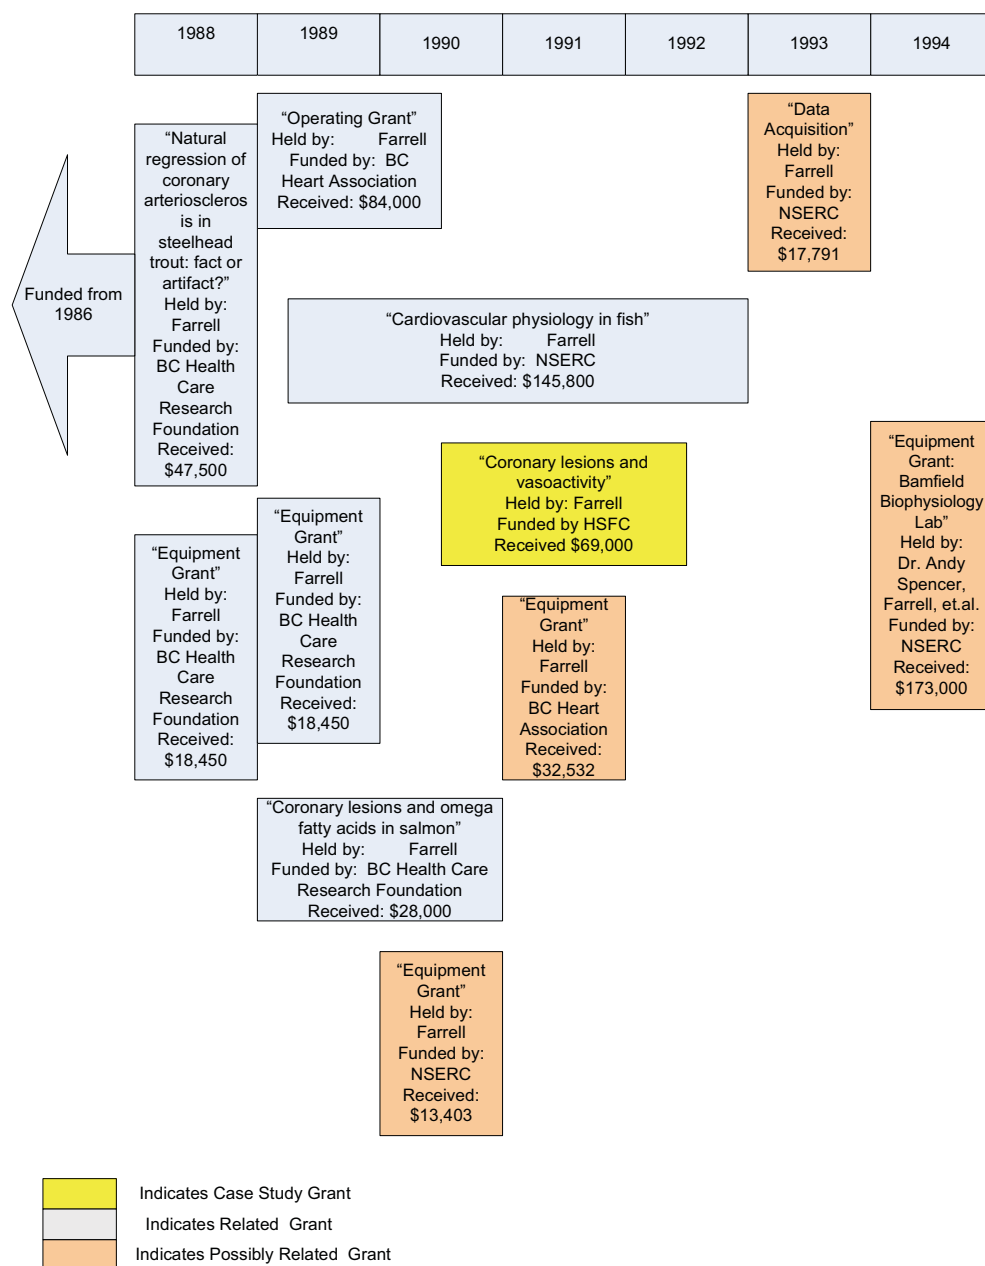 1988
1989
1990
1991
1992
1993
1994
Funded from
1986
“Natural
regression of
coronary
arterioscleros
is in
steelhead
trout: fact or
artifact?”
Held by:
Farrell
Funded by:
BC Health
Care
Research
Foundation
Received:
$47,500
“Operating Grant”
Held by: Farrell
Funded by: BC
Heart Association
Received: $84,000
“Data
Acquisition”
Held by:
Farrell
Funded by:
NSERC
Received:
$17,791
“Cardiovascular physiology in fish”
Held by: Farrell
Funded by: NSERC
Received: $145,800
“Coronary lesions and
vasoactivity”
Held by: Farrell
Funded by HSFC
Received $69,000
“Equipment
Grant:
Bamfield
Biophysiology
Lab”
Held by:
Dr. Andy
Spencer,
Farrell, et.al.
Funded by:
NSERC
Received:
$173,000
“Equipment
Grant”
Held by:
Farrell
Funded by:
BC Health
Care
Research
Foundation
Received:
$18,450
“Equipment
Grant”
Held by:
Farrell
Funded by:
BC Health
Care
Research
Foundation
Received:
$18,450
“Equipment
Grant”
Held by:
Farrell
Funded by:
BC Heart
Association
Received:
$32,532
“Coronary lesions and omega
fatty acids in salmon”
Held by: Farrell
Funded by: BC Health Care
Research Foundation
Received: $28,000
“Equipment
Grant”
Held by:
Farrell
Funded by:
NSERC
Received:
$13,403
Indicates Case Study Grant
Indicates Related Grant
Indicates Possibly Related Grant